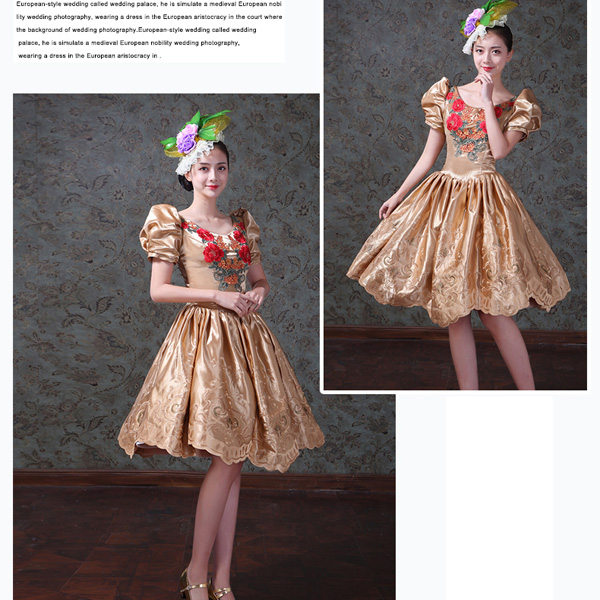 European-style wedding called wedding palace, he is simulate a medieval European nobi
lity wedding photography, wearing a dress in the European aristocracy in the court where
the background of wedding photography.European-style wedding called wedding
palace, he is simulate a medieval European nobility wedding photography,
wearing a dress in the European aristocracy in .